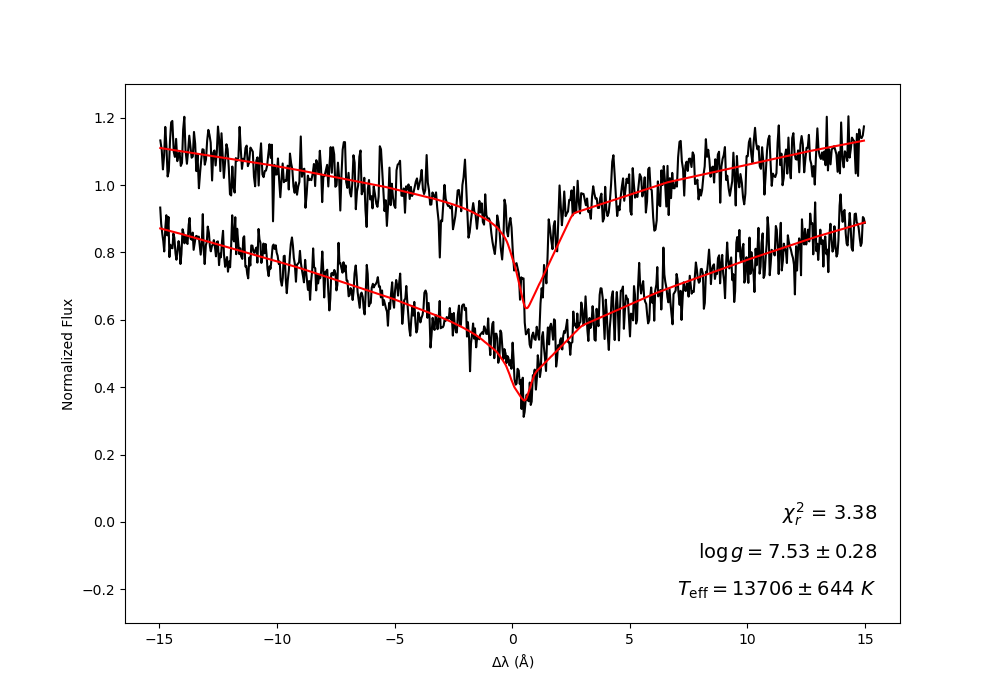 1.2
1.0
0.8
0.6
0.4
0.2
0.0
−0.2
Normalized Flux
χ²ᵣ = 3.38
log g = 7.53 ± 0.28
T_eff = 13706 ± 644 K
−15 −10 −5 0 5 10 15
Δλ (Å)